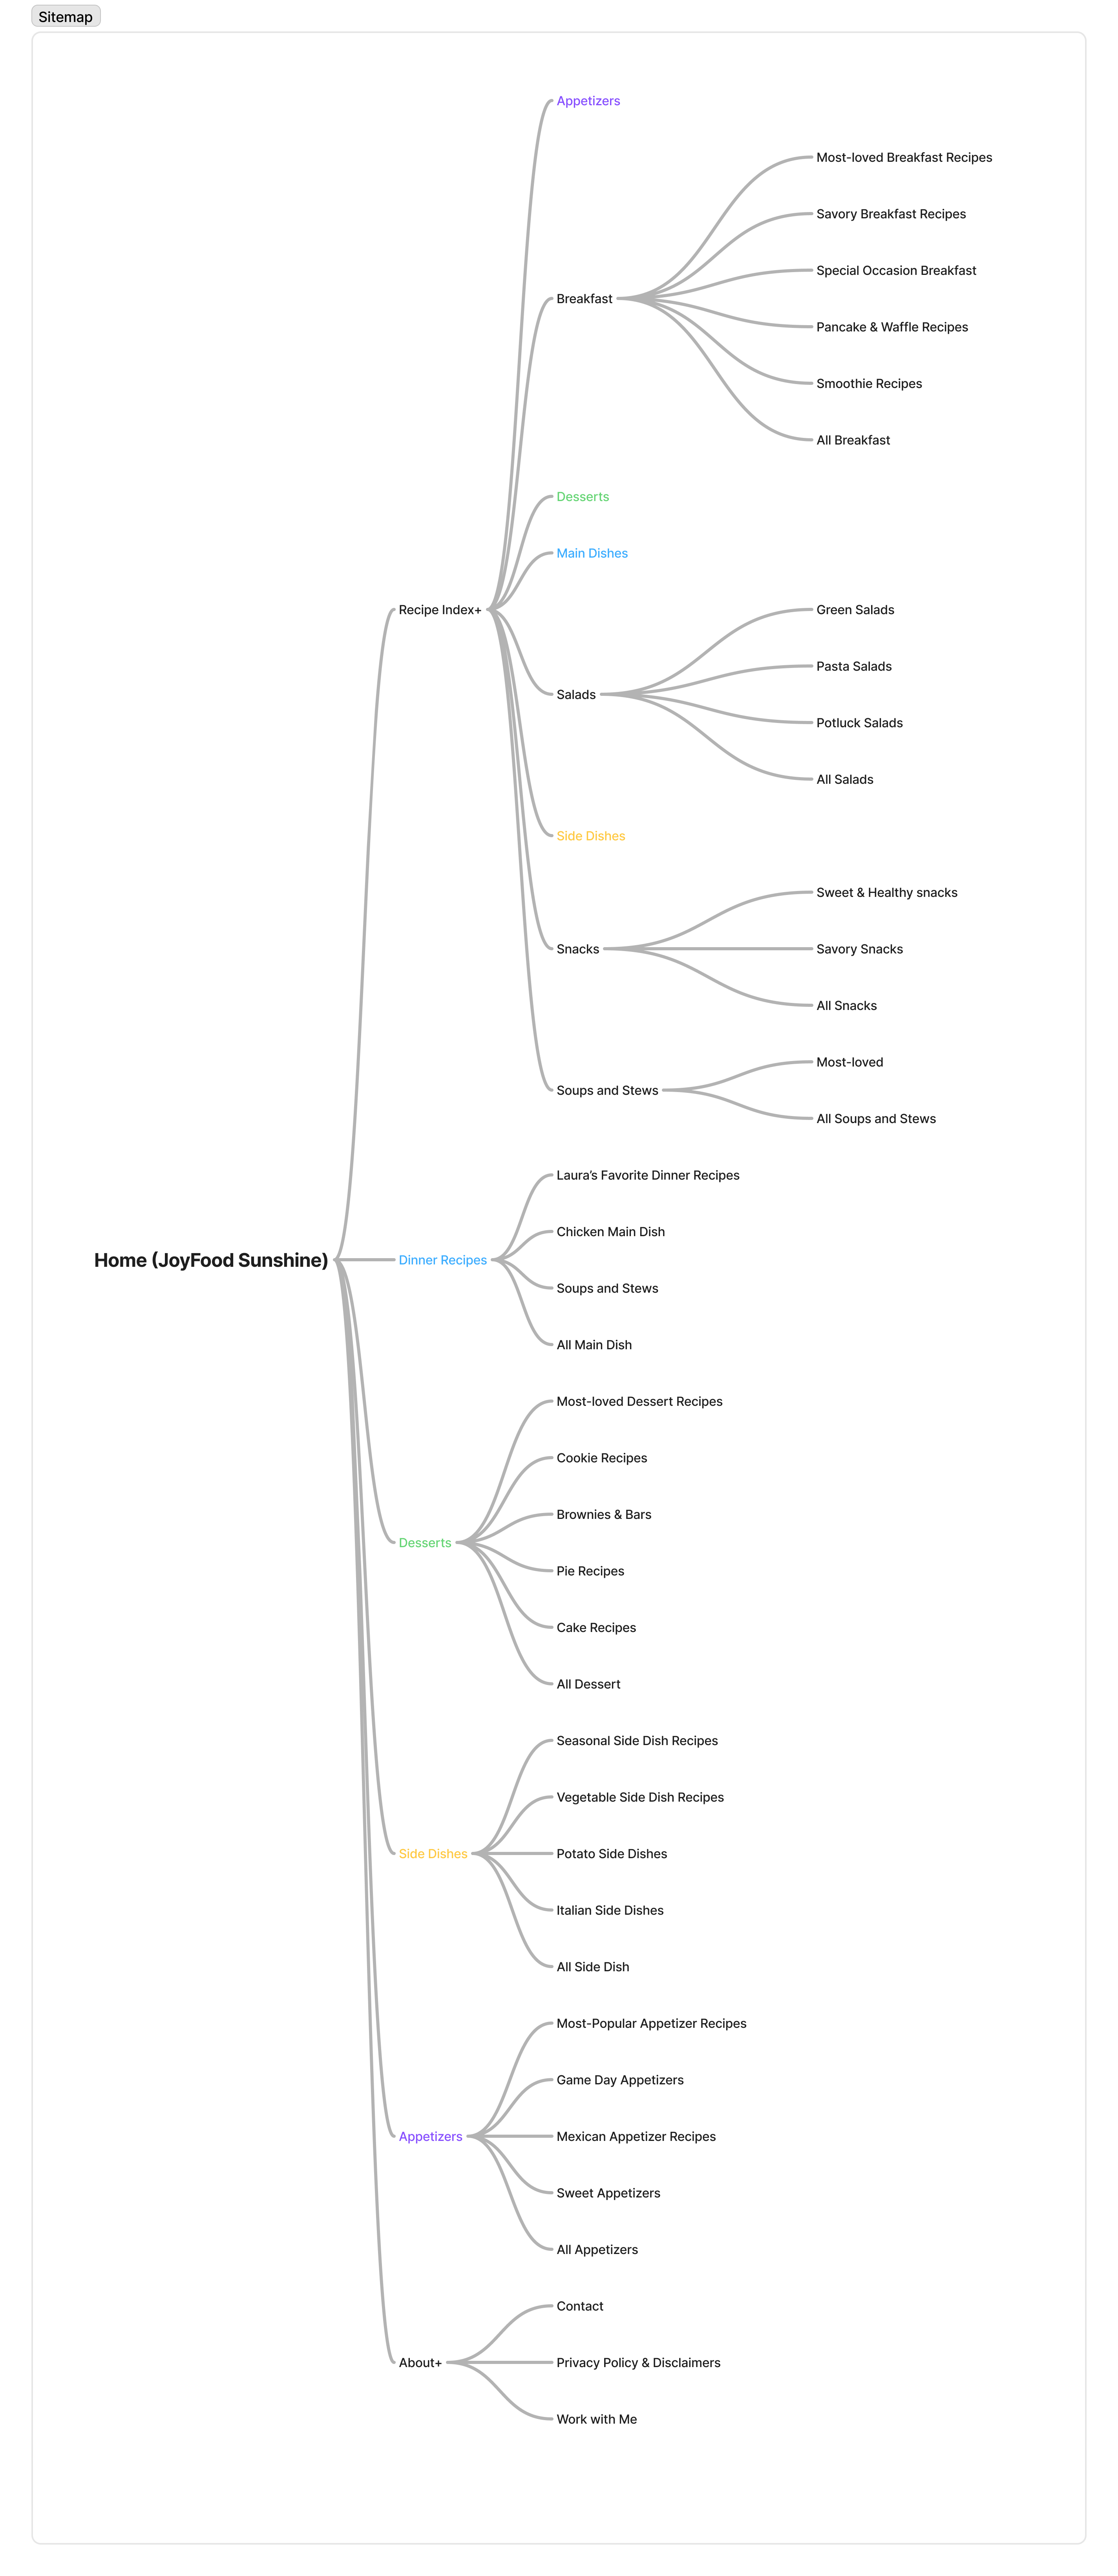 Sitemap
Appetizers
Most-loved Breakfast Recipes
Savory Breakfast Recipes
Special Occasion Breakfast
Breakfast
Pancake & Waffle Recipes
Smoothie Recipes
All Breakfast
Desserts
Main Dishes
Recipe Index+
Green Salads
Pasta Salads
Salads
Potluck Salads
All Salads
Side Dishes
Sweet & Healthy snacks
Snacks
Savory Snacks
All Snacks
Most-loved
Soups and Stews
All Soups and Stews
Laura’s Favorite Dinner Recipes
Chicken Main Dish
Home (JoyFood Sunshine)
Dinner Recipes
Soups and Stews
All Main Dish
Most-loved Dessert Recipes
Cookie Recipes
Brownies & Bars
Desserts
Pie Recipes
Cake Recipes
All Dessert
Seasonal Side Dish Recipes
Vegetable Side Dish Recipes
Side Dishes
Potato Side Dishes
Italian Side Dishes
All Side Dish
Most-Popular Appetizer Recipes
Game Day Appetizers
Appetizers
Mexican Appetizer Recipes
Sweet Appetizers
All Appetizers
Contact
About+
Privacy Policy & Disclaimers
Work with Me